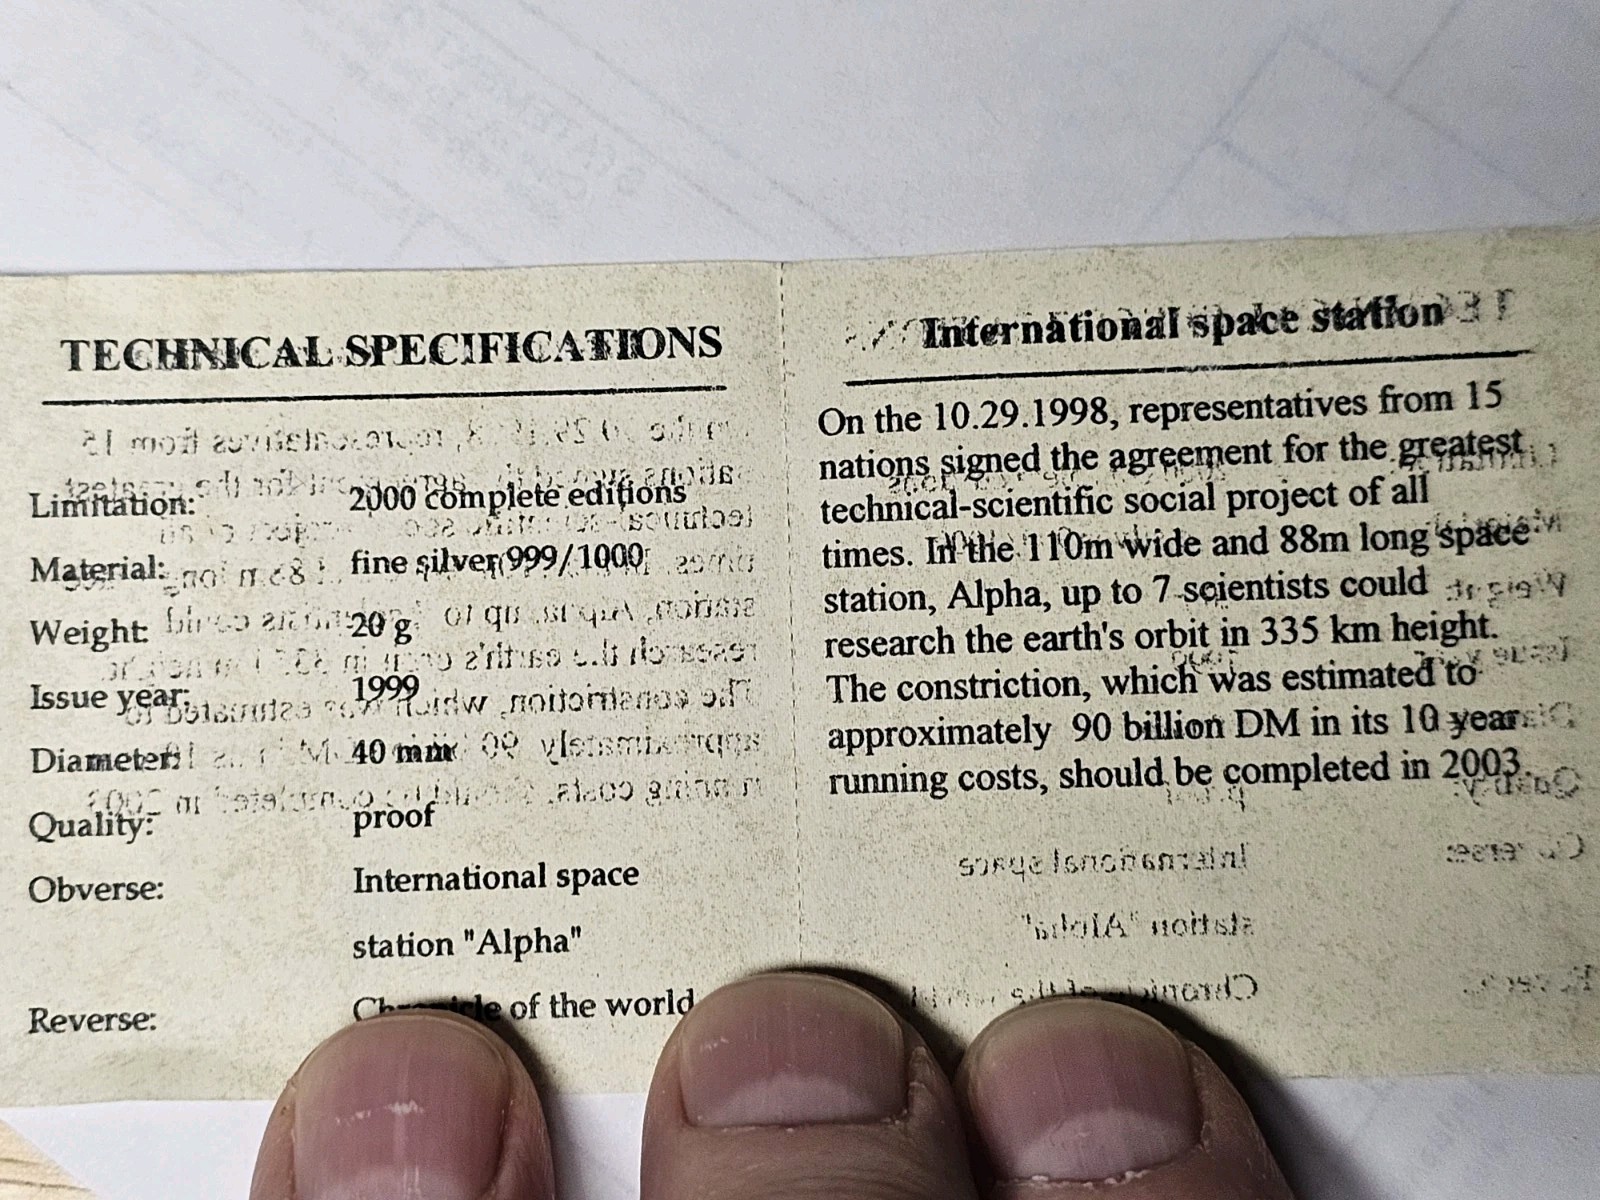 TECHNICAL SPECIFICATIONS
Limitation: 2000 complete editions
Material: fine silver 999/1000
Weight: 20 g
Issue year: 1999
Diameter: 40 mm
Quality: proof
Obverse: International space
station "Alpha"
Reverse: Chronicle of the world
International space station
On the 10.29.1998, representatives from 15
nations signed the agreement for the greatest
technical-scientific social project of all
times. In the 110m wide and 88m long space
station, Alpha, up to 7 scientists could
research the earth's orbit in 335 km height.
The constriction, which was estimated to
approximately 90 billion DM in its 10 year
running costs, should be completed in 2003.